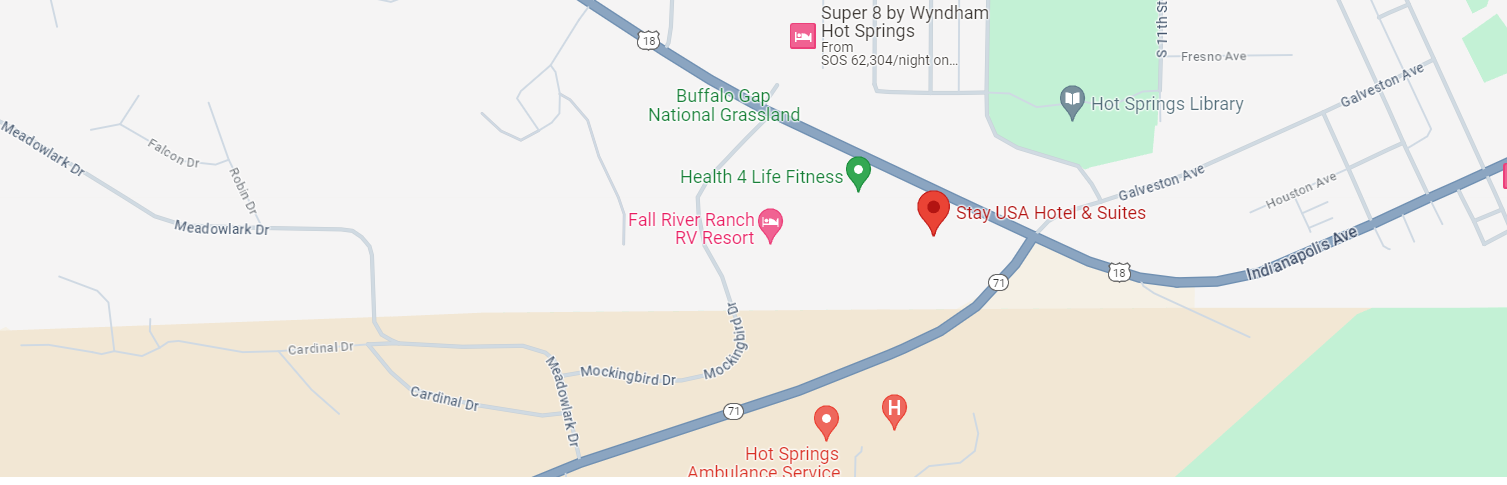 Super 8 by Wyndham
Hot Springs
From
SOS 62,304/night on...
S 11th St
18
Fresno Ave
Galveston Ave
Buffalo Gap
National Grassland
Hot Springs Library
Meadowlark Dr
Falcon Dr
Robin Dr
Health 4 Life Fitness
Galveston Ave
Houston Ave
Fall River Ranch
RV Resort
Stay USA Hotel & Suites
Meadowlark Dr
Indianapolis Ave
18
71
Mockingbird Dr
Cardinal Dr
Meadowlark Dr
Mockingbird Dr
Cardinal Dr
71
H
Hot Springs
Ambulance Service